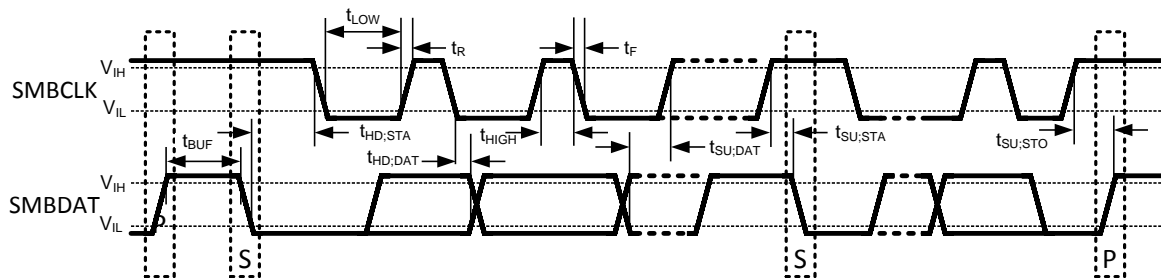 tLOW
tR
tF
VIH
SMBCLK
VIL
tHD;STA
tHIGH
tSU;DAT
tSU;STA
tSU;STO
tBUF
tHD;DAT
VIH
SMBDAT
VIL
P
S
S
P